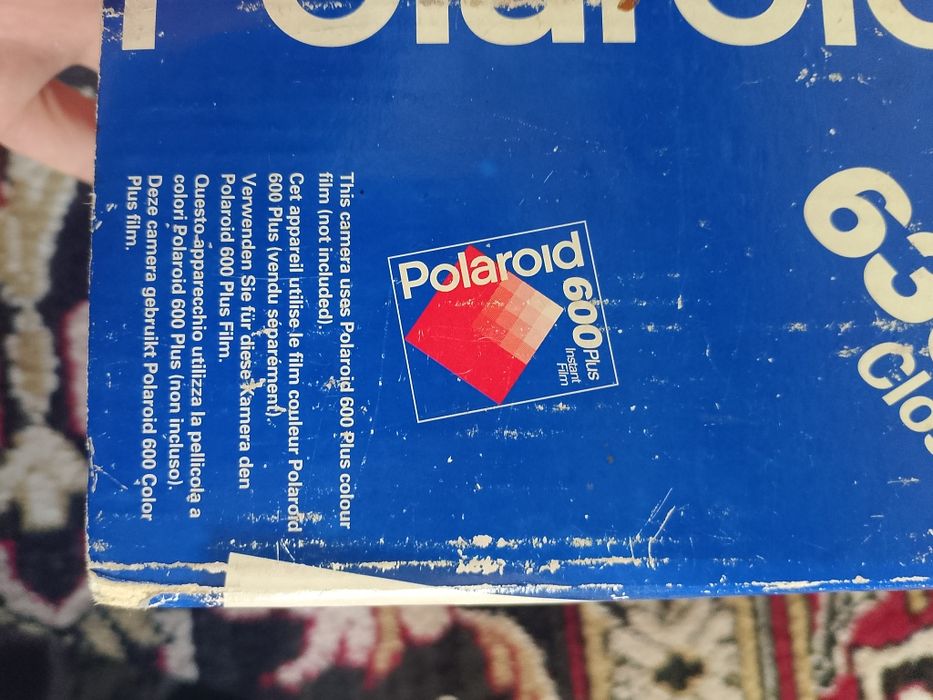 Polaroid
Polaroid
600 Plus
Instant
Film
This camera uses Polaroid 600 Plus colour
film (not included).
Cet appareil utilise le film couleur Polaroid
600 Plus (vendu séparement).
Verwenden Sie für diese Kamera den
Polaroid 600 Plus Film.
Questo apparecchio utilizza la pellicola a
colori Polaroid 600 Plus (non incluso).
Deze camera gebruikt Polaroid 600 Color
Plus film.